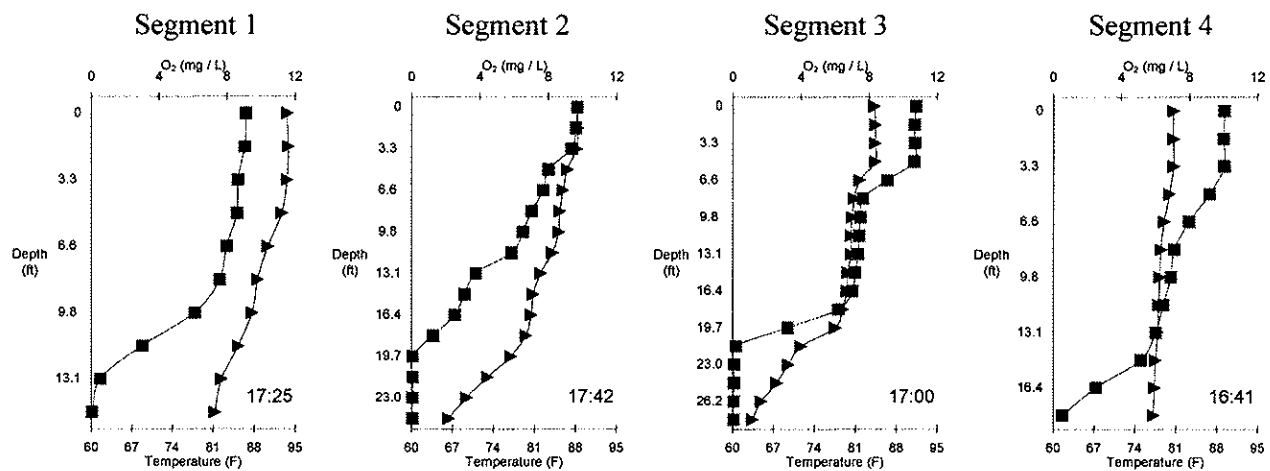 Segment 1
Segment 2
Segment 3
Segment 4
O₂ (mg / L)
O₂ (mg / L)
O₂ (mg / L)
O₂ (mg / L)
0 4 8 12
0 4 8 12
0 4 8 12
0 4 8 12
Depth
(ft)
0
3.3
6.6
9.8
13.1
17:25
60 67 74 81 88 95
Temperature (F)
Depth
(ft)
0
3.3
6.6
9.8
13.1
16.4
19.7
23.0
17:42
60 67 74 81 88 95
Temperature (F)
Depth
(ft)
0
3.3
6.6
9.8
13.1
16.4
19.7
23.0
26.2
17:00
60 67 74 81 88 95
Temperature (F)
Depth
(ft)
0
3.3
6.6
9.8
13.1
16.4
16:41
60 67 74 81 88 95
Temperature (F)